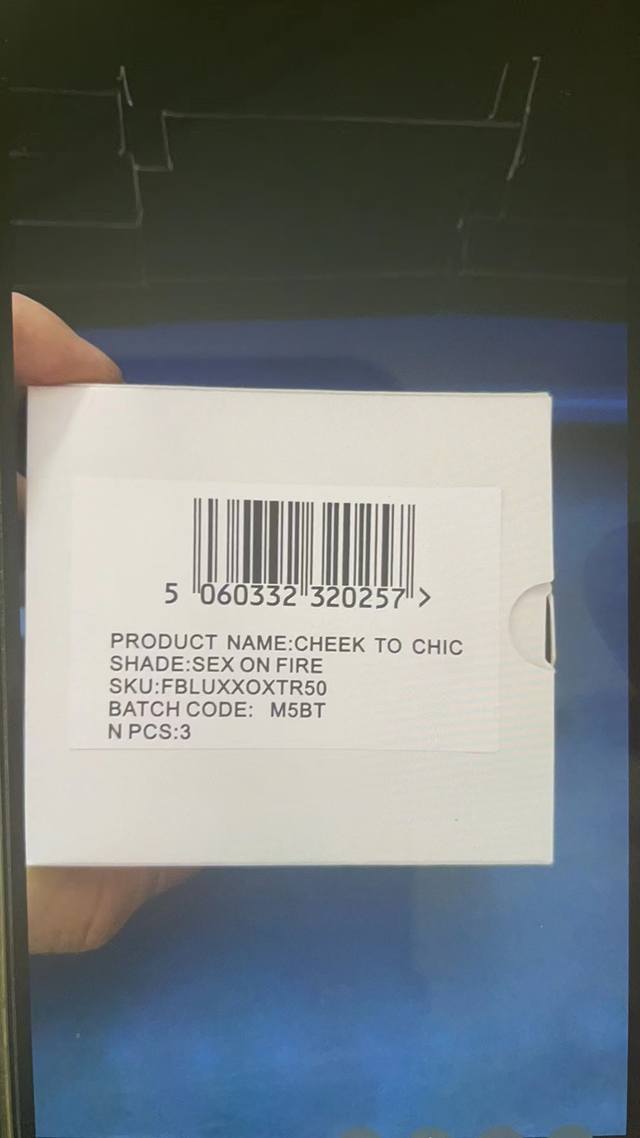 5 060332 320257 >
PRODUCT NAME:CHEEK TO CHIC
SHADE:SEX ON FIRE
SKU:FBLUXXOXTR50
BATCH CODE: M5BT
N PCS:3